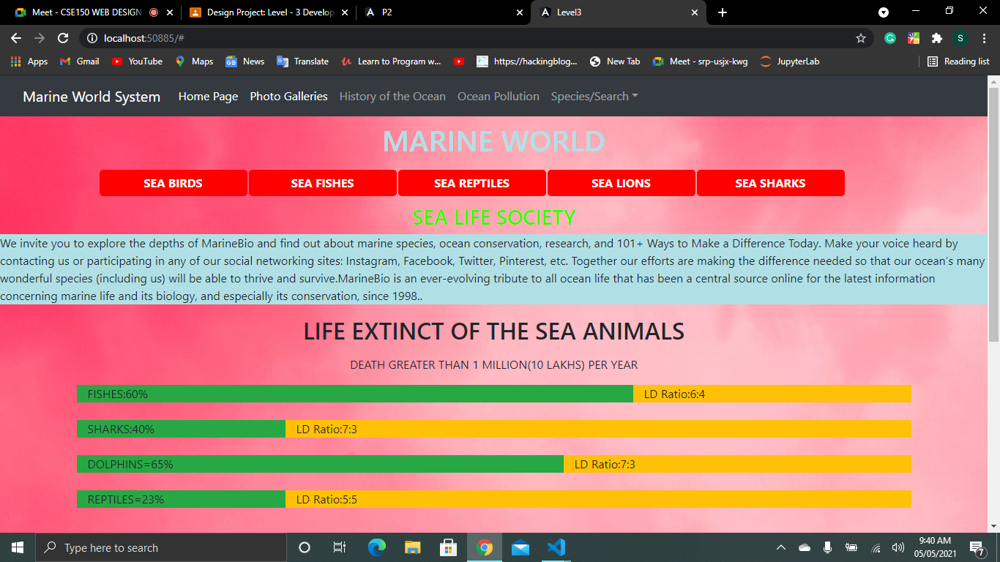 Meet - CSE150 WEB DESIGN
Design Project: Level - 3 Develop
P2
Level3
localhost:50885/#
S
Apps
Gmail
YouTube
Maps
News
Translate
Learn to Program w...
https://hackingblog...
New Tab
Meet - srp-usjx-kwg
JupyterLab
Reading list
Marine World System
Home Page
Photo Galleries
History of the Ocean
Ocean Pollution
Species/Search
MARINE WORLD
SEA BIRDS
SEA FISHES
SEA REPTILES
SEA LIONS
SEA SHARKS
SEA LIFE SOCIETY
We invite you to explore the depths of MarineBio and find out about marine species, ocean conservation, research, and 101+ Ways to Make a Difference Today. Make your voice heard by
contacting us or participating in any of our social networking sites: Instagram, Facebook, Twitter, Pinterest, etc. Together our efforts are making the difference needed so that our ocean's many
wonderful species (including us) will be able to thrive and survive.MarineBio is an ever-evolving tribute to all ocean life that has been a central source online for the latest information
concerning marine life and its biology, and especially its conservation, since 1998..
LIFE EXTINCT OF THE SEA ANIMALS
DEATH GREATER THAN 1 MILLION(10 LAKHS) PER YEAR
FISHES:60%
LD Ratio:6:4
SHARKS:40%
LD Ratio:7:3
DOLPHINS=65%
LD Ratio:7:3
REPTILES=23%
LD Ratio:5:5
Type here to search
9:40 AM
05/05/2021
7